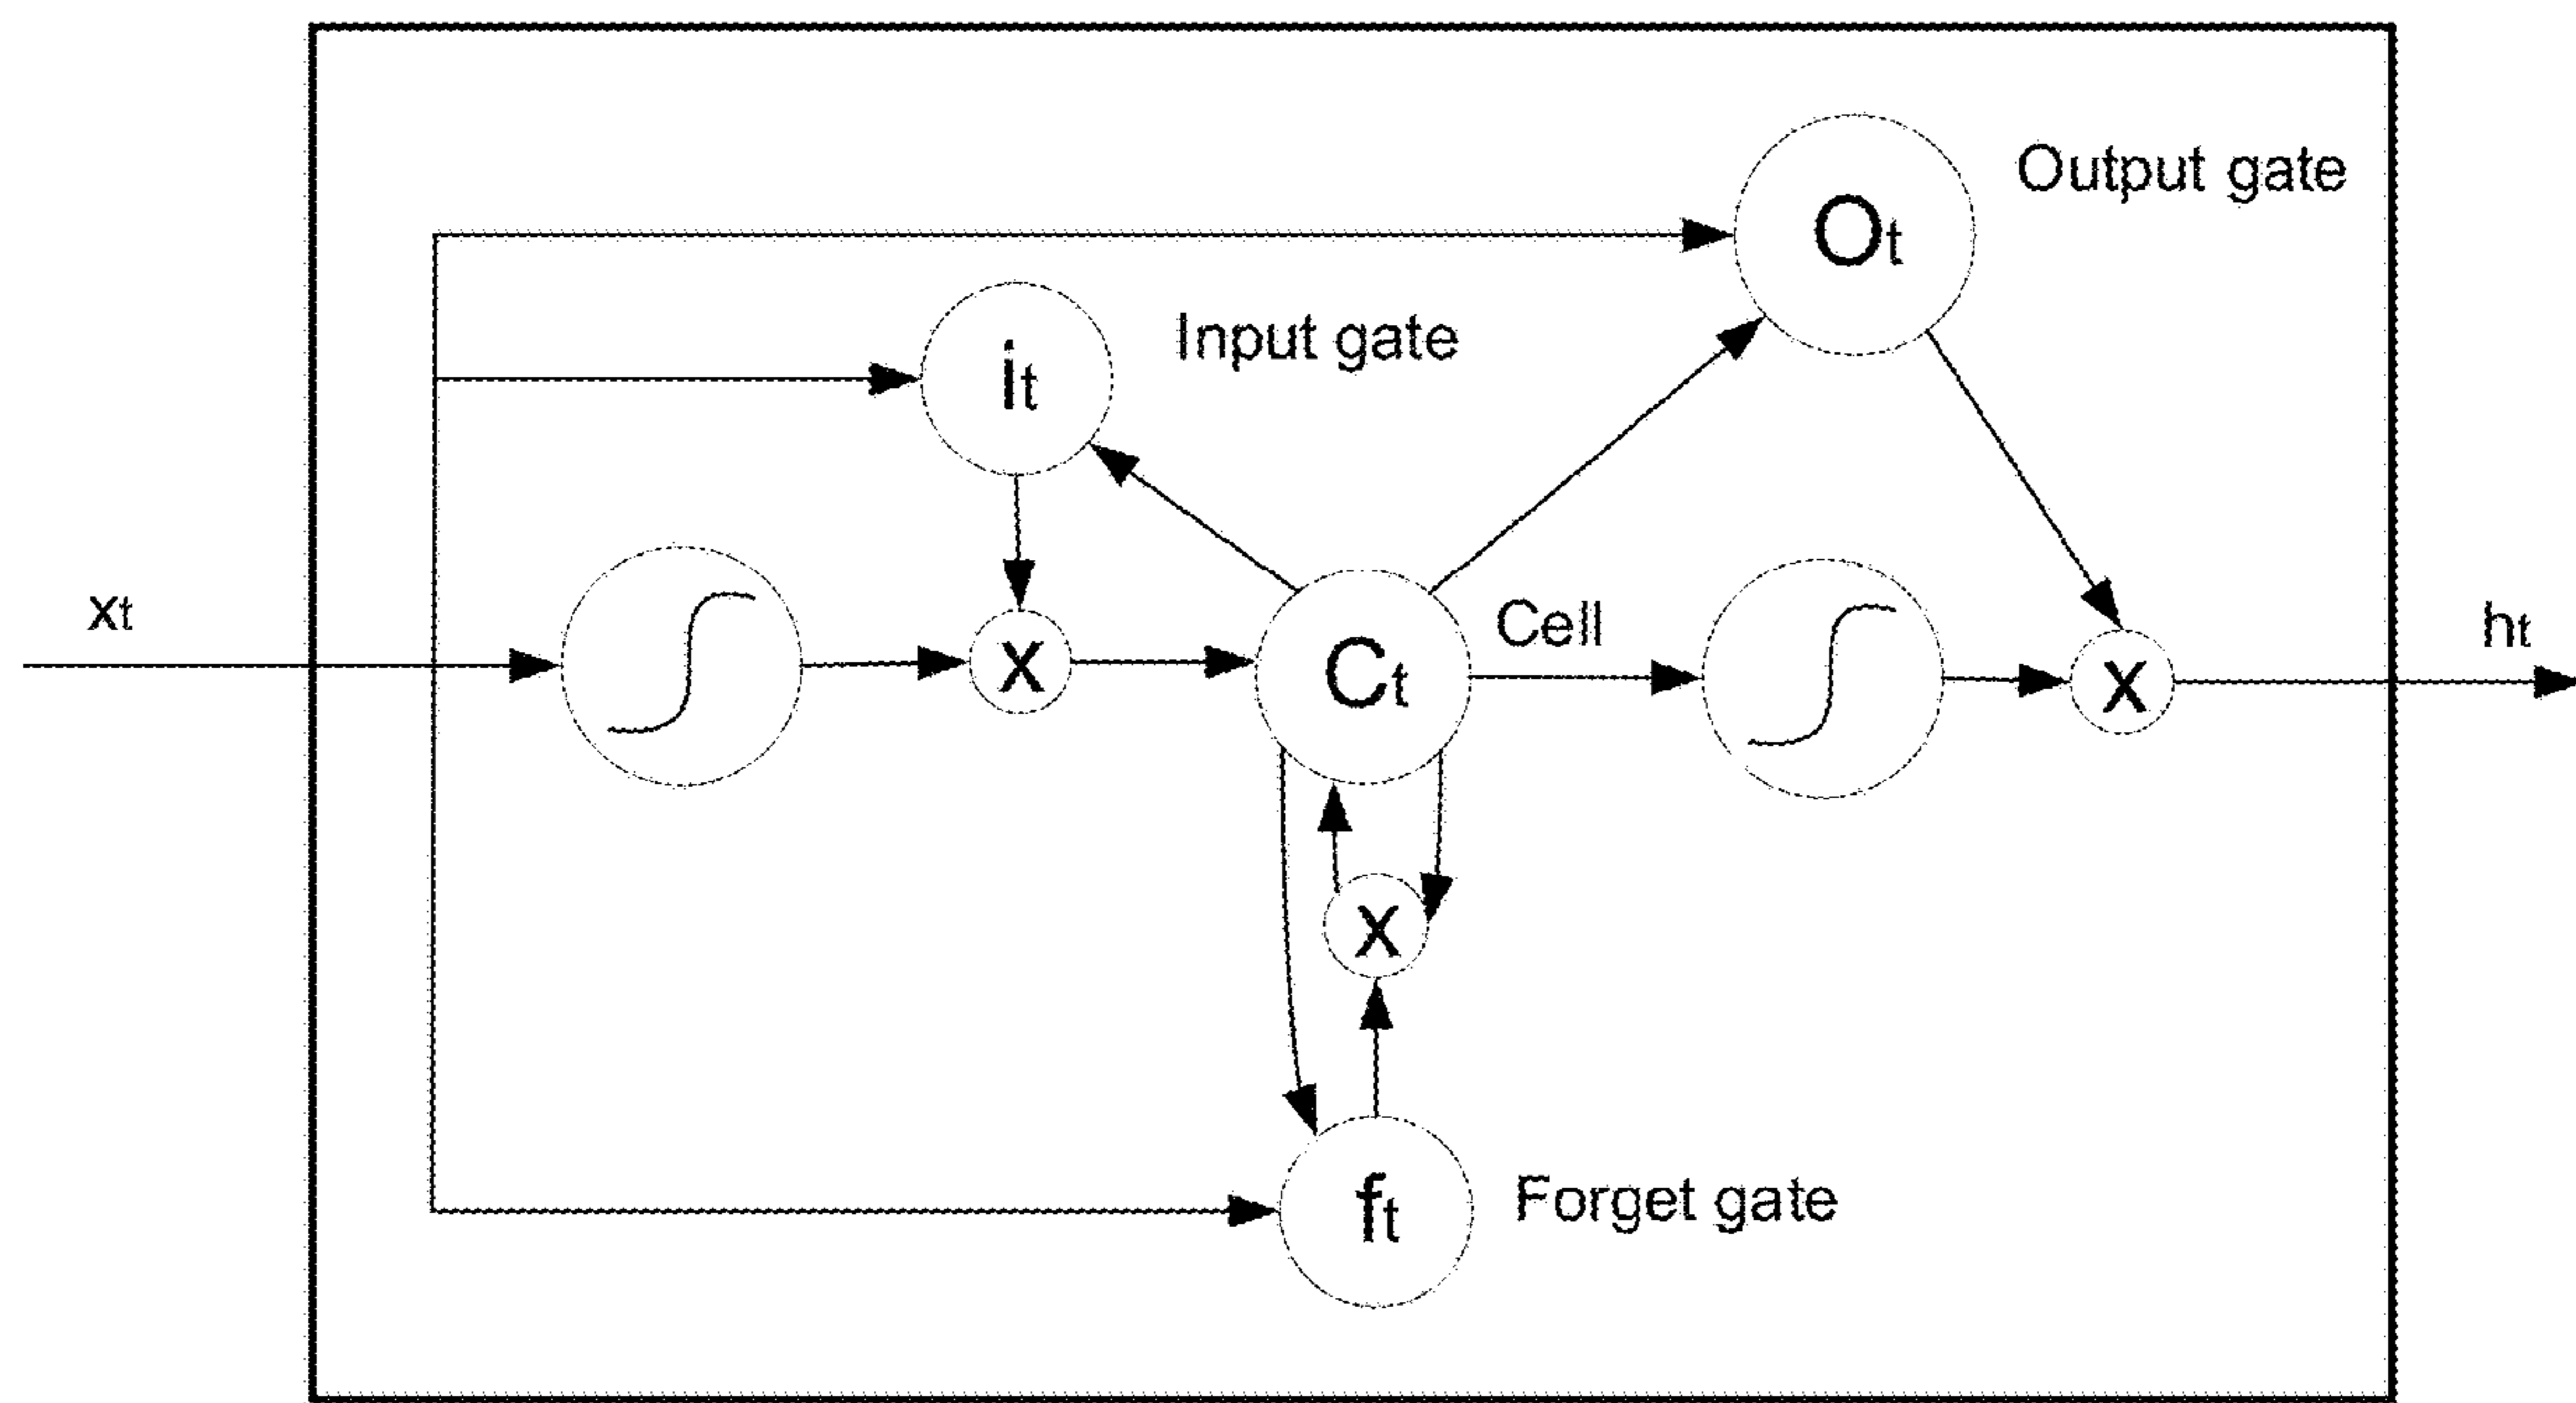 Output gate
Ot
Input gate
it
xt
x
Ct
Cell
x
ht
x
ft
Forget gate